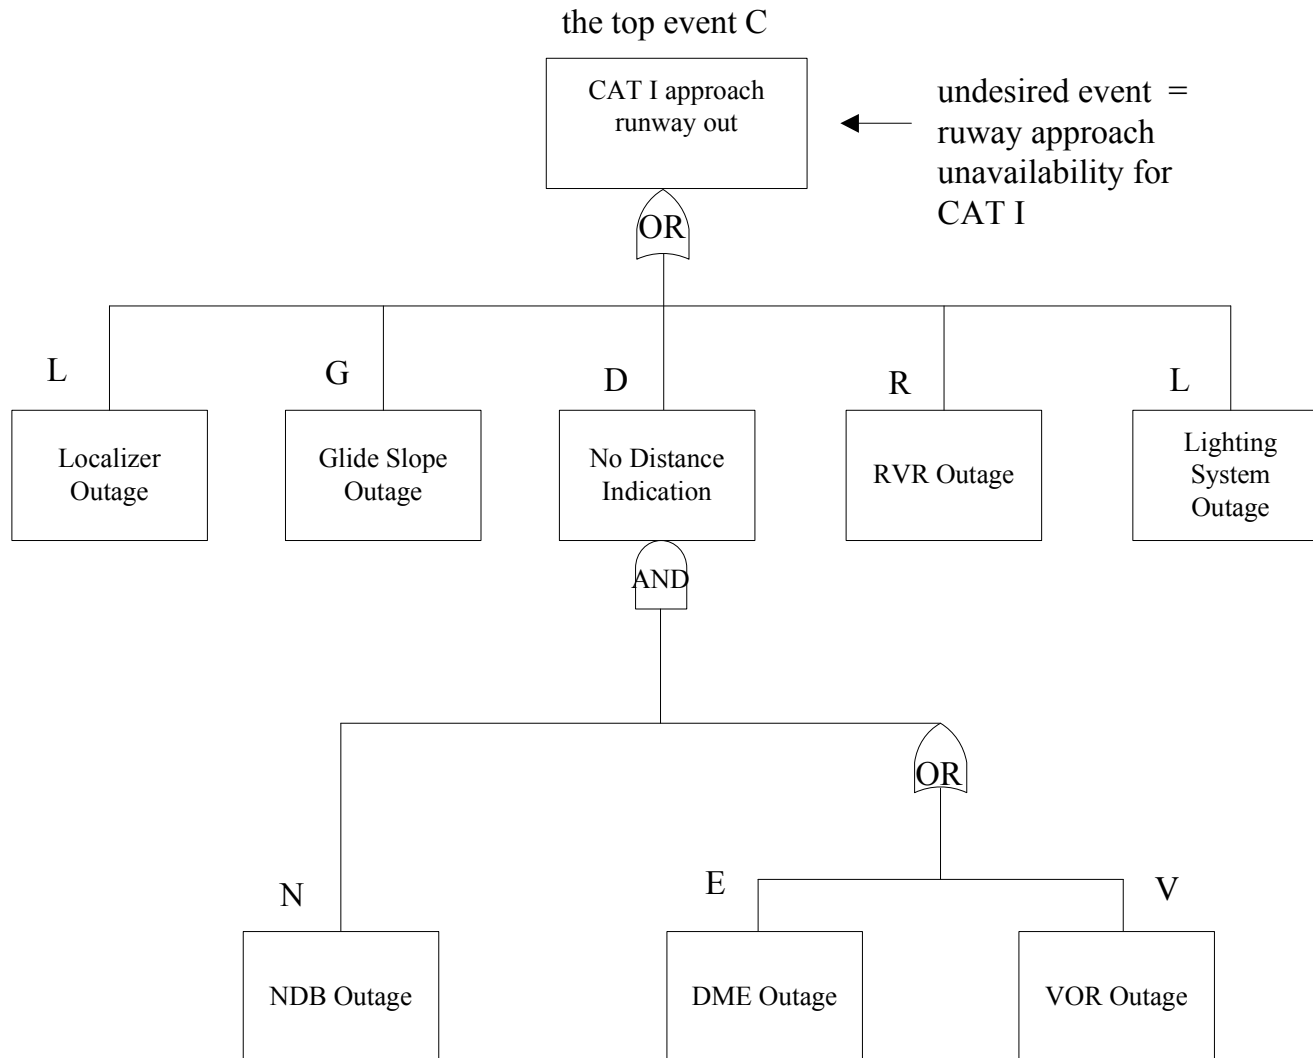 the top event C
CAT I approach
runway out
undesired event =
ruway approach
unavailability for
CAT I
OR
L
G
D
R
L
Localizer
Outage
Glide Slope
Outage
No Distance
Indication
RVR Outage
Lighting
System
Outage
AND
OR
N
E
V
NDB Outage
DME Outage
VOR Outage